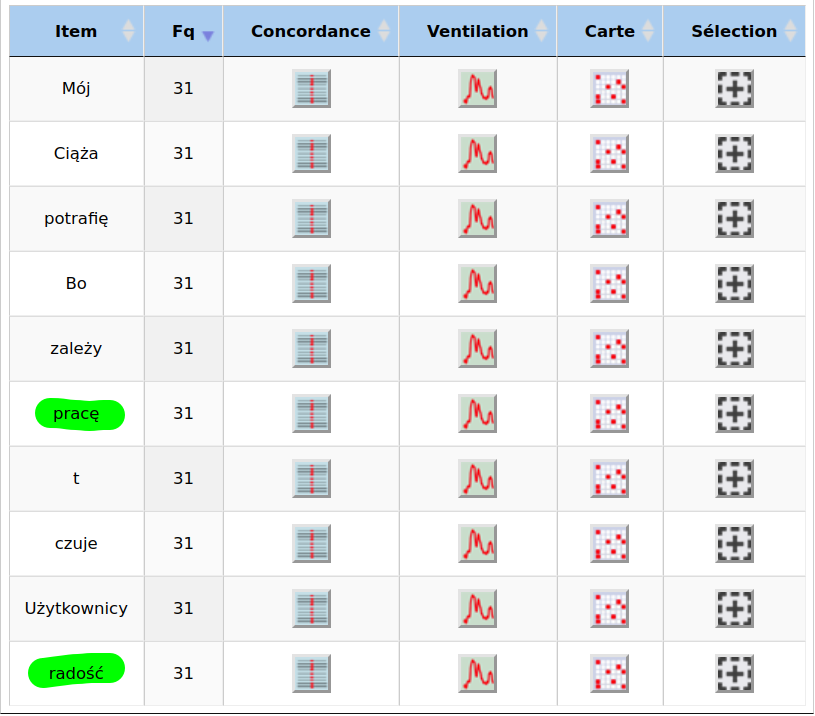 Item Fq Concordance Ventilation Carte Sélection
Mój 31
Ciąża 31
potrafię 31
Bo 31
zależy 31
pracę 31
t 31
czuje 31
Użytkownicy 31
radość 31